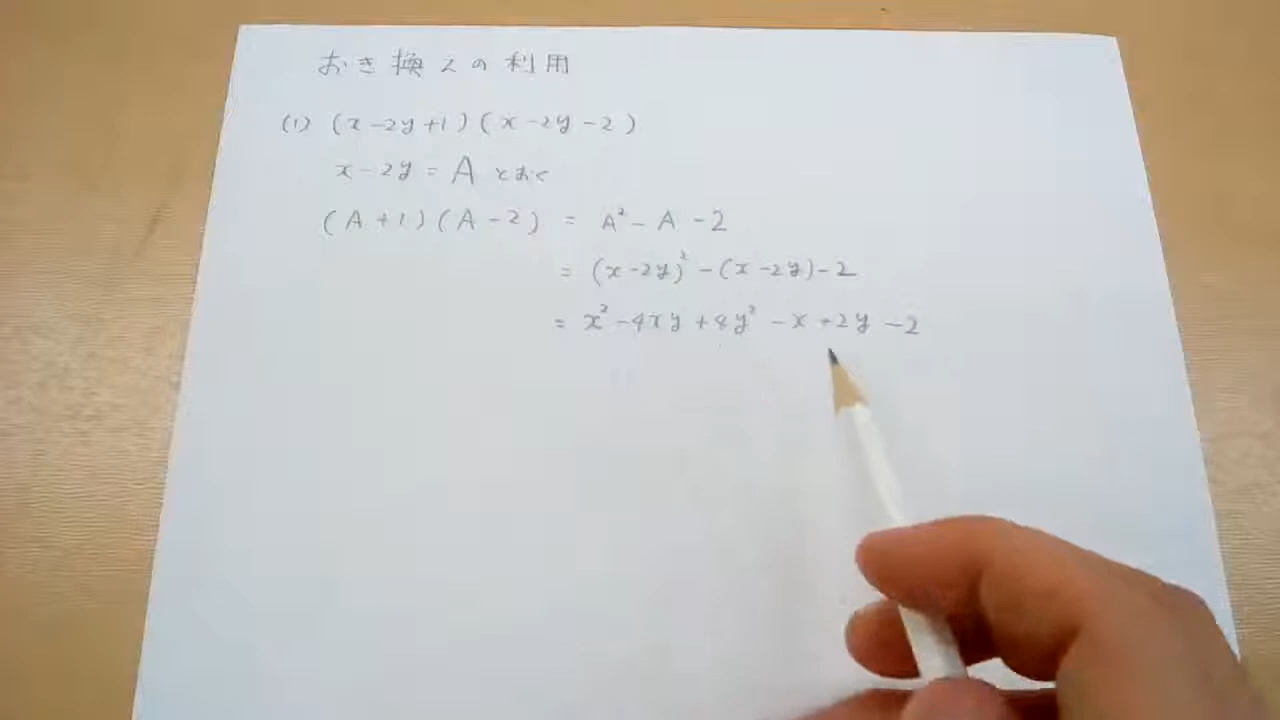 おき換えの利用
(1) (x-2y+1)(x-2y-2)
x-2y=A とおく
(A+1)(A-2) = A²-A-2
= (x-2y)²-(x-2y)-2
= x²-4xy+4y²-x+2y-2